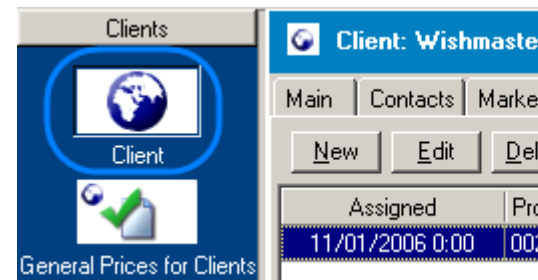 Clients
Client
General Prices for Clients
Client: Wishmaste
Main Contacts Marke
New Edit Del
Assigned Pro
11/01/2006 0:00 002